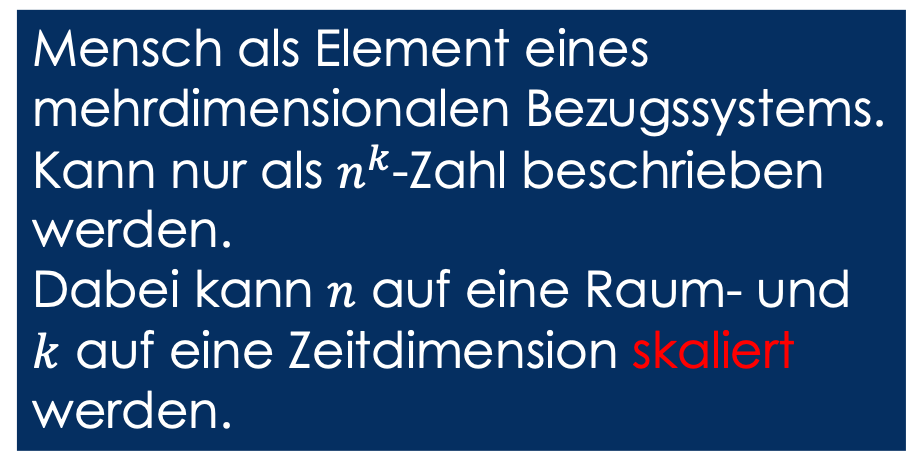 Mensch als Element eines
mehrdimensionalen Bezugssystems.
Kann nur als n^k-Zahl beschrieben
werden.
Dabei kann n auf eine Raum- und
k auf eine Zeitdimension skaliert
werden.